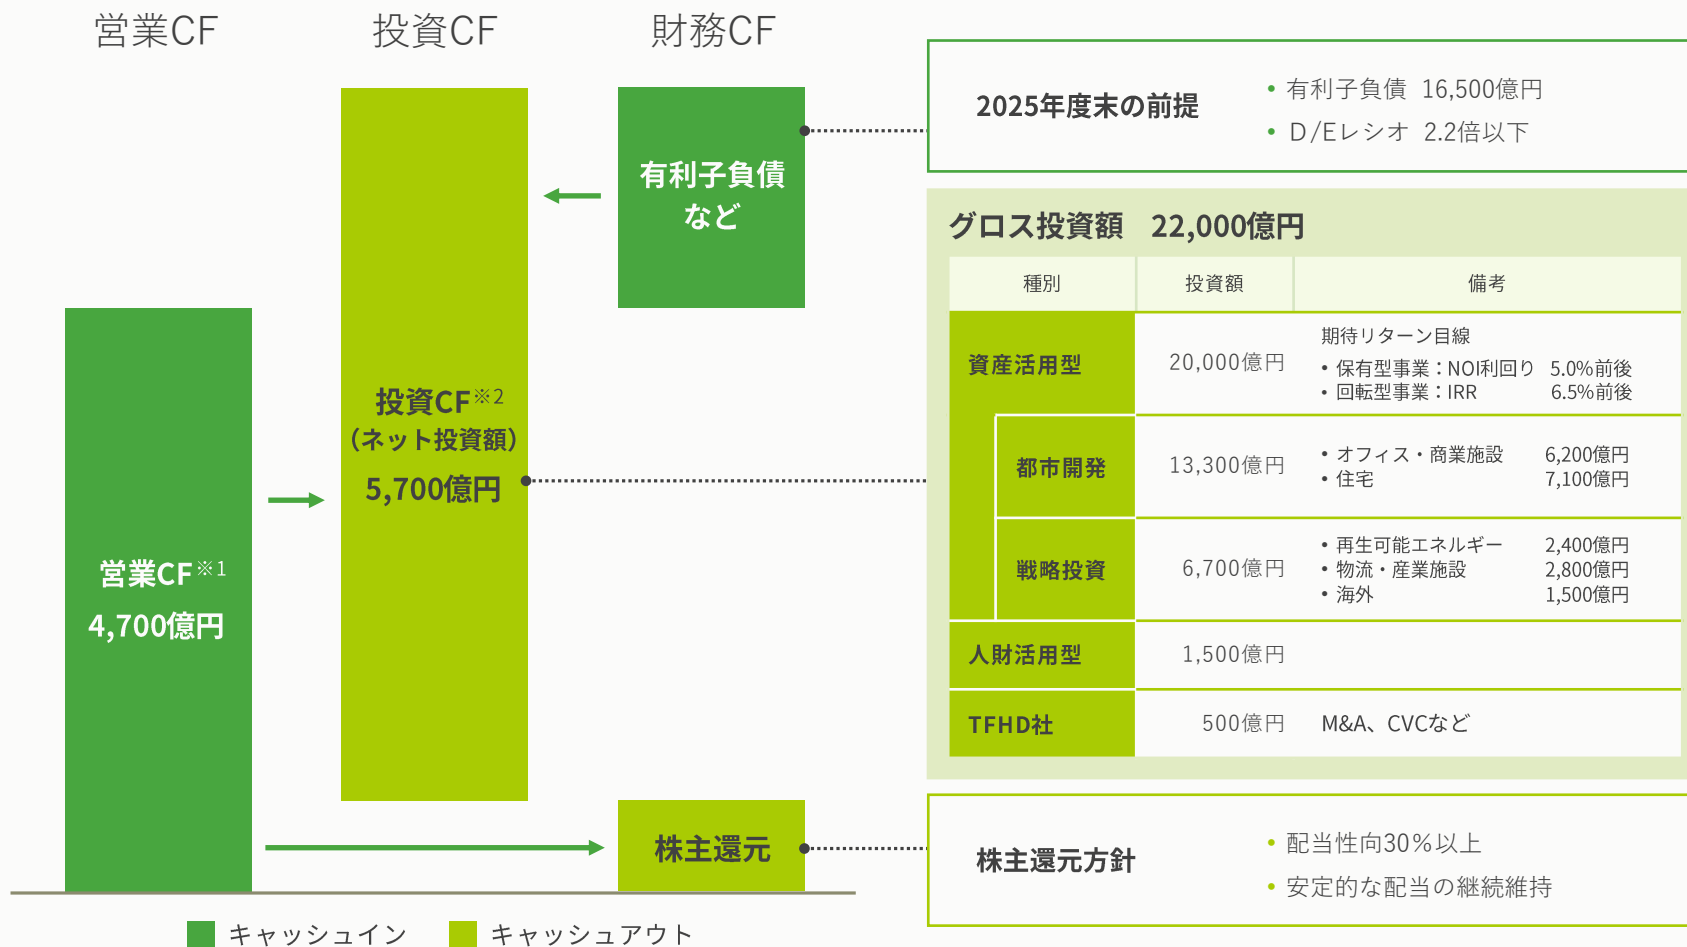 営業CF
投資CF
財務CF
有利子負債
など
投資CF※2
（ネット投資額）
5,700億円
営業CF※1
4,700億円
株主還元
キャッシュイン
キャッシュアウト
2025年度末の前提
• 有利子負債 16,500億円
• D/Eレシオ 2.2倍以下
グロス投資額 22,000億円
種別 投資額 備考
資産活用型 20,000億円
期待リターン目線
• 保有型事業：NOI利回り 5.0%前後
• 回転型事業：IRR 6.5%前後
都市開発 13,300億円
• オフィス・商業施設 6,200億円
• 住宅 7,100億円
戦略投資 6,700億円
• 再生可能エネルギー 2,400億円
• 物流・産業施設 2,800億円
• 海外 1,500億円
人財活用型 1,500億円
TFHD社 500億円 M&A、CVCなど
株主還元方針
• 配当性向30％以上
• 安定的な配当の継続維持